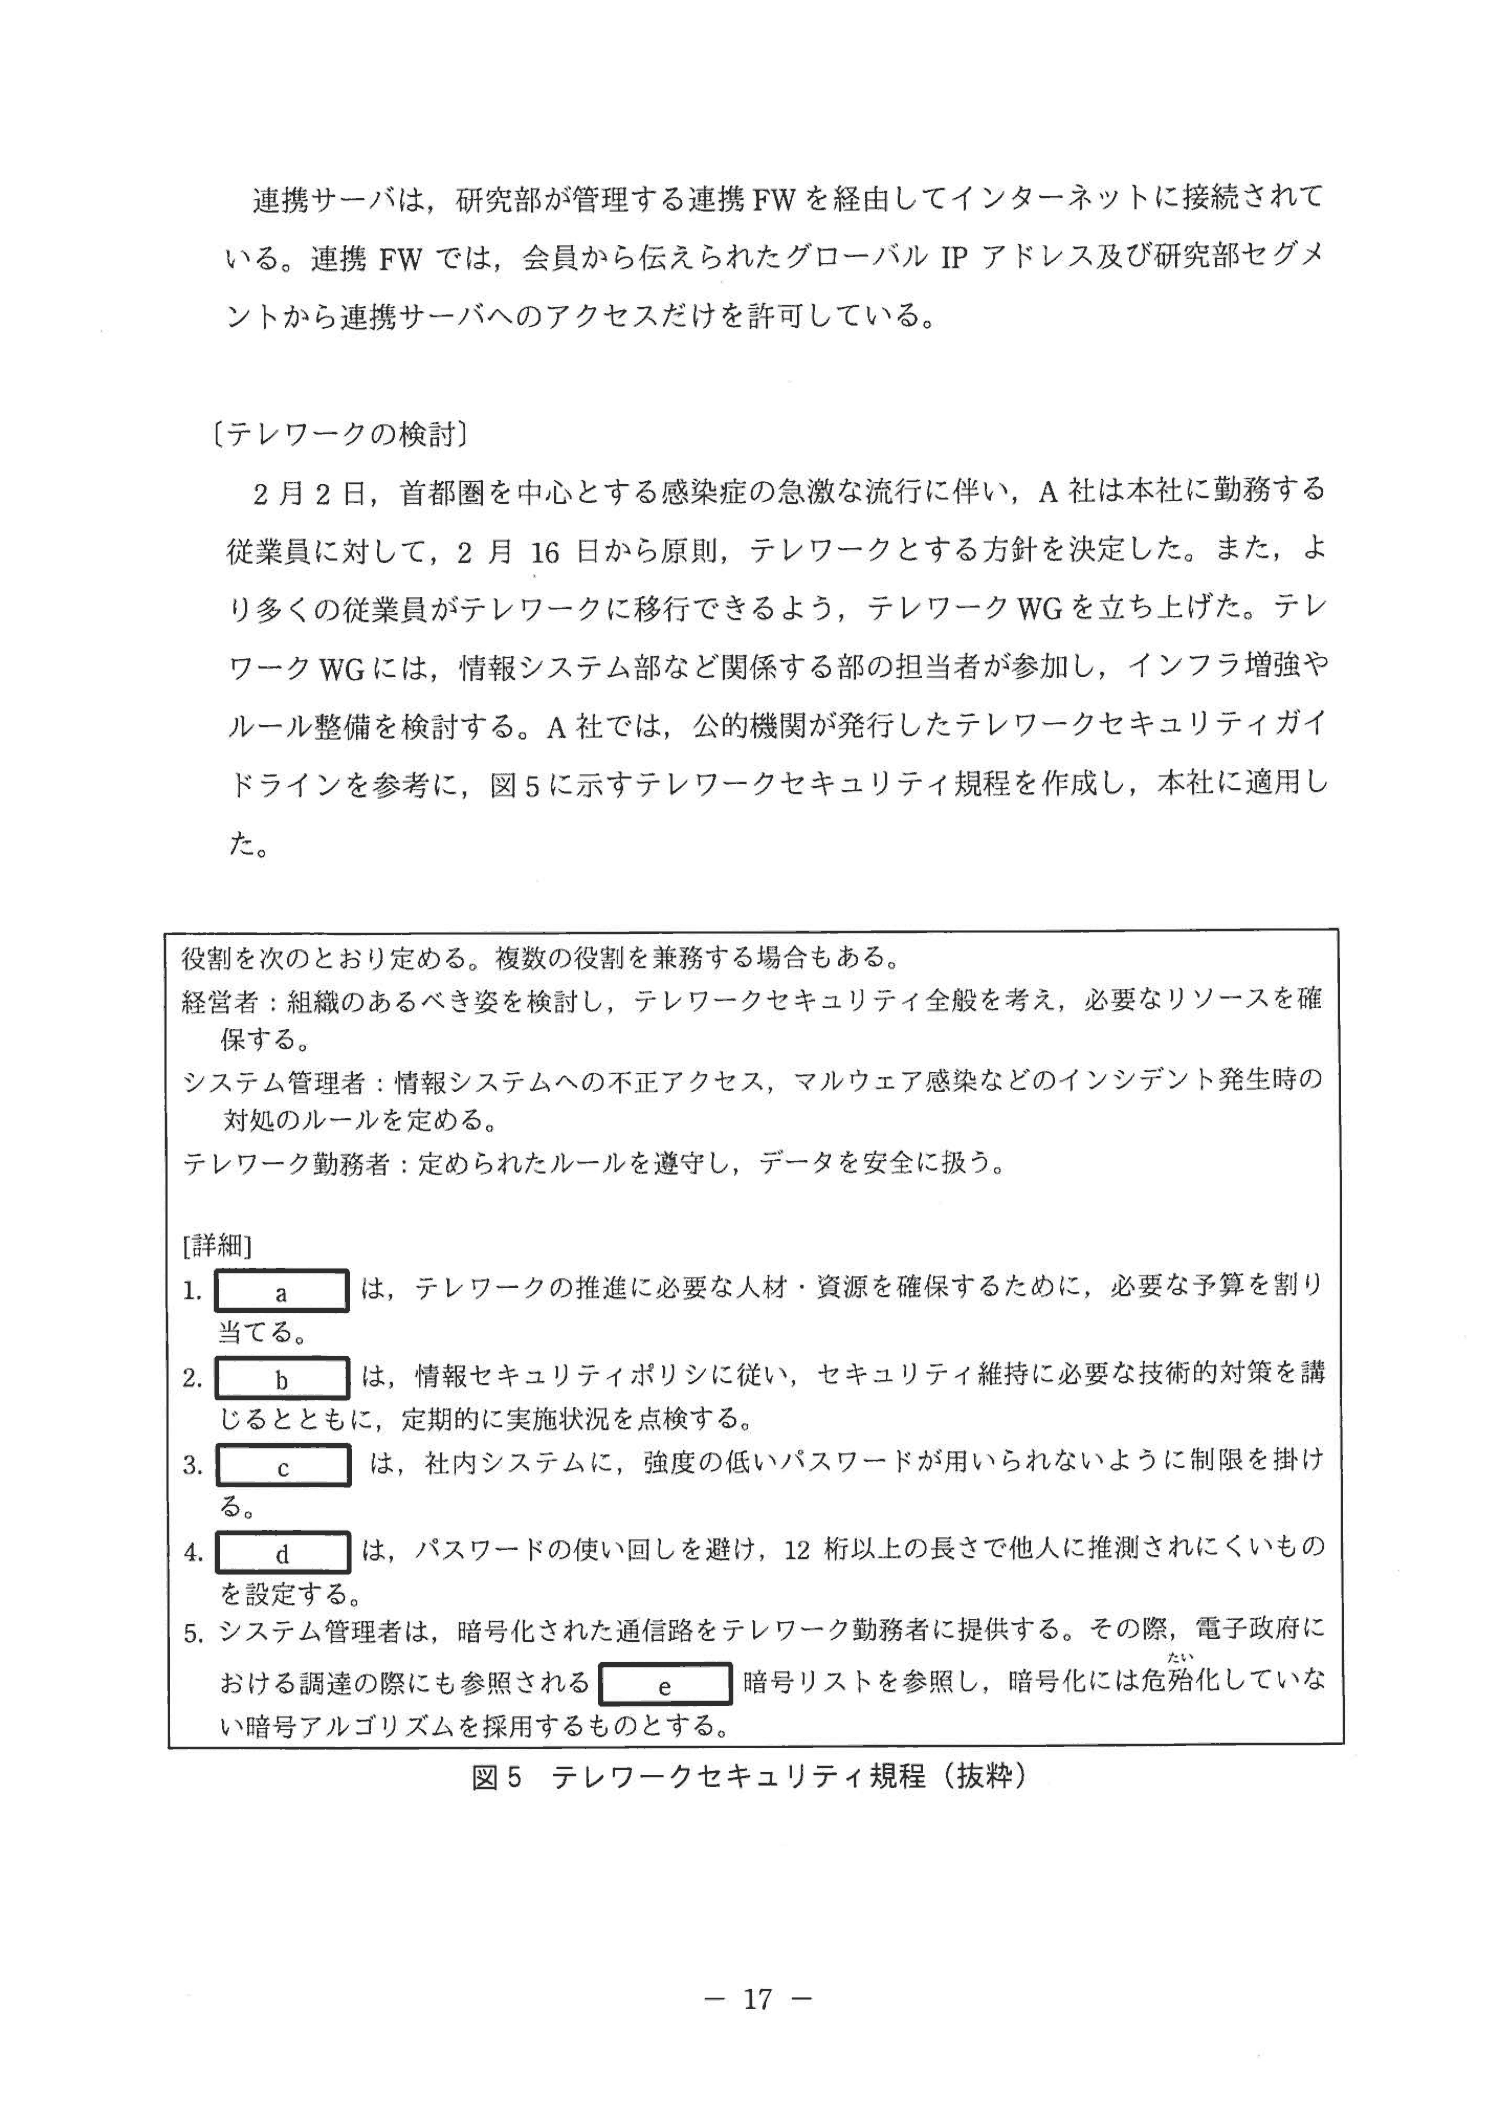 連携サーバは，研究部が管理する連携 FW を経由してインターネットに接続されて
いる。連携 FW では，会員から伝えられたグローバル IP アドレス及び研究部セグメ
ントから連携サーバへのアクセスだけを許可している。
〔テレワークの検討〕
2 月 2 日，首都圏を中心とする感染症の急激な流行に伴い，A 社は本社に勤務する
従業員に対して，2 月 16 日から原則，テレワークとする方針を決定した。また，よ
り多くの従業員がテレワークに移行できるよう，テレワーク WG を立ち上げた。テレ
ワーク WG には，情報システム部など関係する部の担当者が参加し，インフラ増強や
ルール整備を検討する。A 社では，公的機関が発行したテレワークセキュリティガイ
ドラインを参考に，図 5 に示すテレワークセキュリティ規程を作成し，本社に適用し
た。
役割を次のとおり定める。複数の役割を兼務する場合もある。
経営者：組織のあるべき姿を検討し，テレワークセキュリティ全般を考え，必要なリソースを確
保する。
システム管理者：情報システムへの不正アクセス，マルウェア感染などのインシデント発生時の
対処のルールを定める。
テレワーク勤務者：定められたルールを遵守し，データを安全に扱う。
[詳細]
1. a は，テレワークの推進に必要な人材・資源を確保するために，必要な予算を割り
当てる。
2. b は，情報セキュリティポリシに従い，セキュリティ維持に必要な技術的対策を講
じるとともに，定期的に実施状況を点検する。
3. c は，社内システムに，強度の低いパスワードが用いられないように制限を掛け
る。
4. d は，パスワードの使い回しを避け，12 桁以上の長さで他人に推測されにくいもの
を設定する。
5. システム管理者は，暗号化された通信路をテレワーク勤務者に提供する。その際，電子政府に
たい
おける調達の際にも参照される e 暗号リストを参照し，暗号化には危殆化していな
い暗号アルゴリズムを採用するものとする。
図 5 テレワークセキュリティ規程（抜粋）
－ 17 －